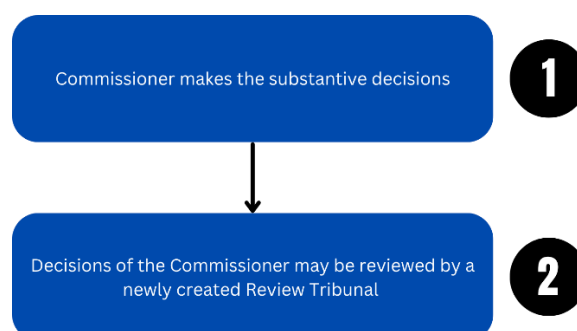 Commissioner makes the substantive decisions
1
Decisions of the Commissioner may be reviewed by a
newly created Review Tribunal
2